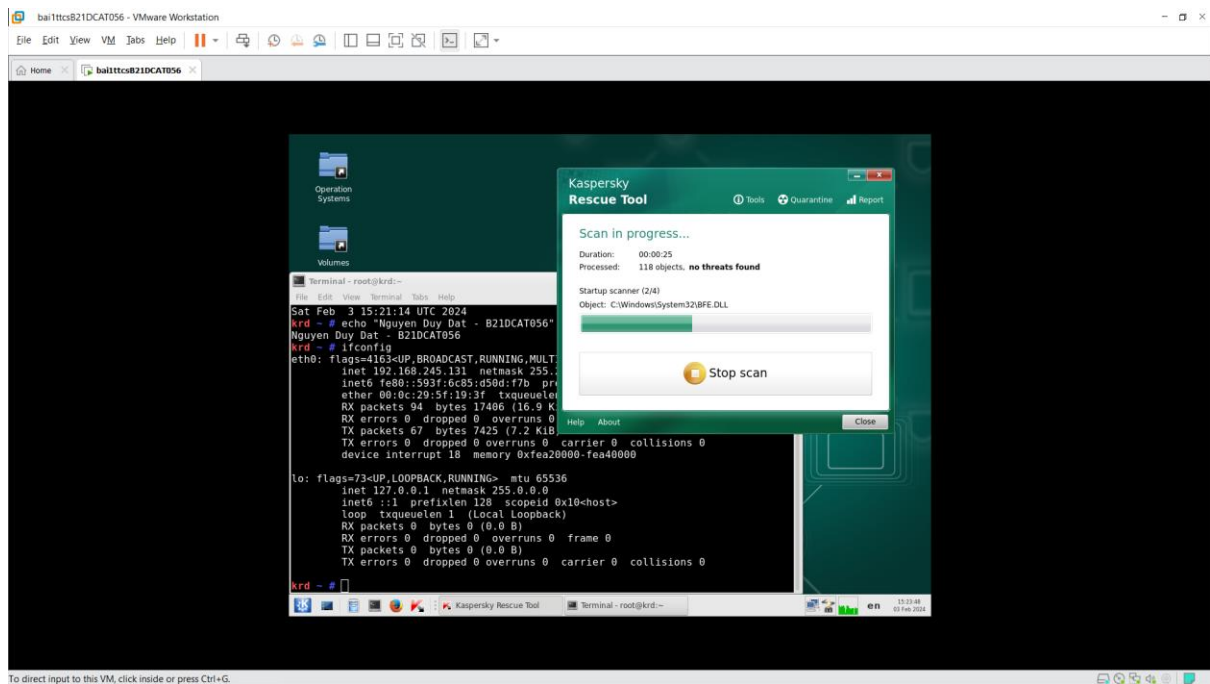 bai1ttcsB21DCAT056 - VMware Workstation
File Edit View VM Tabs Help
Home
bai1ttcsB21DCAT056
Operation
Systems
Volumes
Terminal - root@krd:~
File Edit View Terminal Tabs Help
Sat Feb 3 15:21:14 UTC 2024
krd ~ # echo "Nguyen Duy Dat - B21DCAT056"
Nguyen Duy Dat - B21DCAT056
krd ~ # ifconfig
eth0: flags=4163<UP,BROADCAST,RUNNING,MULT
inet 192.168.245.131 netmask 255.
inet6 fe80::593f:6c85:d50d:f7b pr
ether 00:0c:29:5f:19:3f txqueuele
RX packets 94 bytes 17406 (16.9 K
RX errors 0 dropped 0 overruns 0
TX packets 67 bytes 7425 (7.2 KiB
TX errors 0 dropped 0 overruns 0 carrier 0 collisions 0
device interrupt 18 memory 0xfea20000-fea40000
lo: flags=73<UP,LOOPBACK,RUNNING> mtu 65536
inet 127.0.0.1 netmask 255.0.0.0
inet6 ::1 prefixlen 128 scopeid 0x10<host>
loop txqueuelen 1 (Local Loopback)
RX packets 0 bytes 0 (0.0 B)
RX errors 0 dropped 0 overruns 0 frame 0
TX packets 0 bytes 0 (0.0 B)
TX errors 0 dropped 0 overruns 0 carrier 0 collisions 0
krd ~ #
Kaspersky
Rescue Tool
Tools Quarantine Report
Scan in progress...
Duration: 00:00:25
Processed: 118 objects, no threats found
Startup scanner (2/4)
Object: C:\Windows\System32\BFE.DLL
Stop scan
Help About
Close
Kaspersky Rescue Tool
Terminal - root@krd:~
en
15:23:48
03 Feb 2024
To direct input to this VM, click inside or press Ctrl+G.